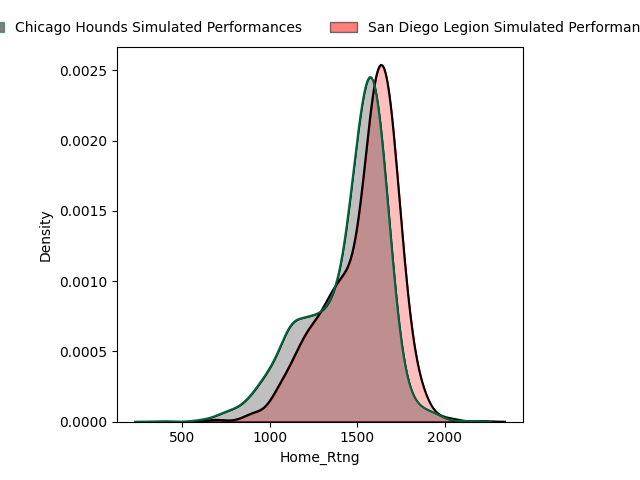 Chicago Hounds Simulated Performances
San Diego Legion Simulated Performan
0.0025
0.0020
0.0015
0.0010
0.0005
0.0000
Density
500
1000
1500
2000
Home_Rtng